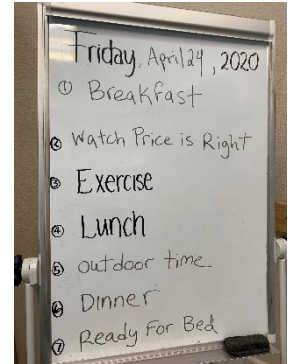 Friday, April 24, 2020
① Breakfast
② Watch Price is Right
③ Exercise
④ Lunch
⑤ outdoor time
⑥ Dinner
⑦ Ready For Bed